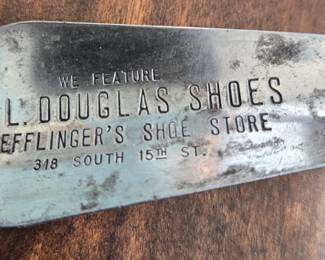 WE FEATURE
L. DOUGLAS SHOES
EFFLINGER'S SHOE STORE
318 SOUTH 15TH ST.